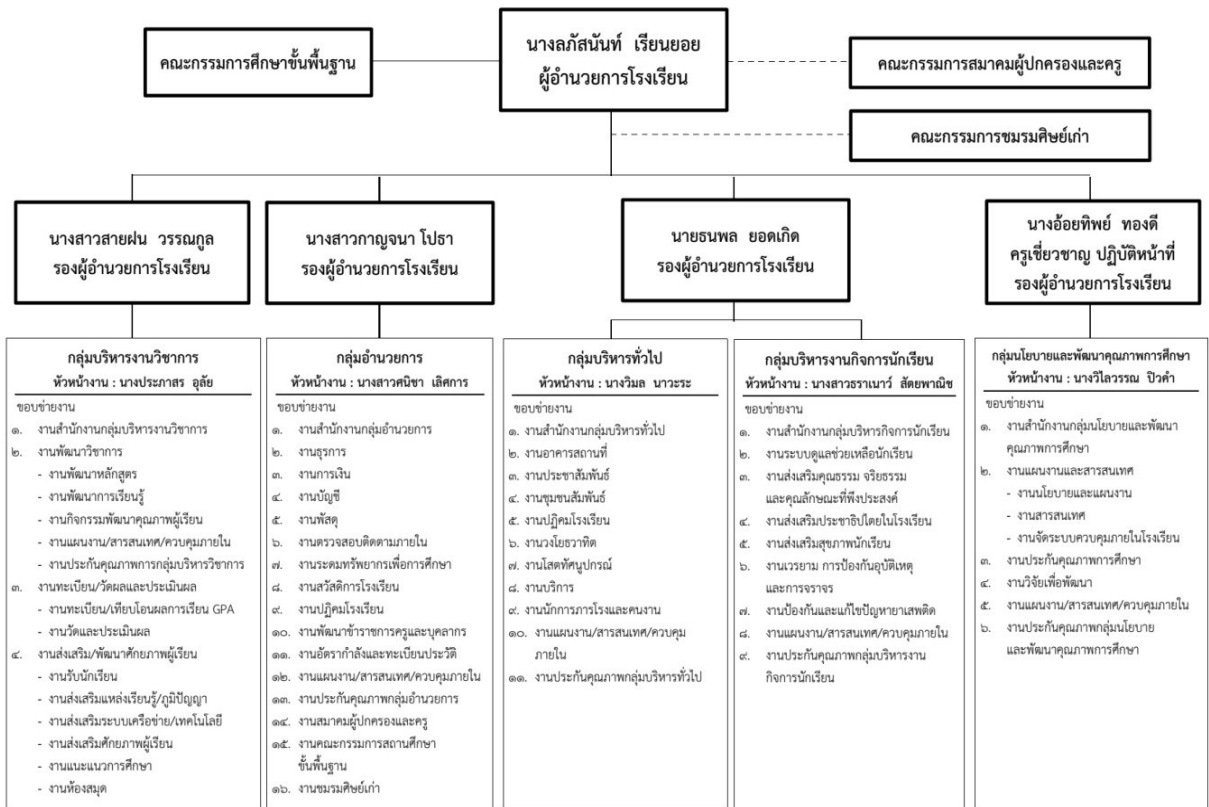 นางลภัสนันท์ เรียนยอย
ผู้อำนวยการโรงเรียน
คณะกรรมการศึกษาขั้นพื้นฐาน
คณะกรรมการสมาคมผู้ปกครองและครู
คณะกรรมการชมรมศิษย์เก่า
นางสาวสายฝน วรรณกูล
รองผู้อำนวยการโรงเรียน
นางสาวกาญจนา โปธา
รองผู้อำนวยการโรงเรียน
นายธนพล ยอดเกิด
รองผู้อำนวยการโรงเรียน
นางอ้อยทิพย์ ทองดี
ครูเชี่ยวชาญ ปฏิบัติหน้าที่
รองผู้อำนวยการโรงเรียน
กลุ่มบริหารงานวิชาการ
หัวหน้างาน : นางประภาสร อุลัย
ขอบข่ายงาน
๑. งานสำนักงานกลุ่มบริหารงานวิชาการ
๒. งานพัฒนาวิชาการ
- งานพัฒนาหลักสูตร
- งานพัฒนาการเรียนรู้
- งานกิจกรรมพัฒนาคุณภาพผู้เรียน
- งานแผนงาน/สารสนเทศ/ควบคุมภายใน
- งานประกันคุณภาพการกลุ่มบริหารวิชาการ
๓. งานทะเบียน/วัดผลและประเมินผล
- งานทะเบียน/เทียบโอนผลการเรียน GPA
- งานวัดและประเมินผล
๔. งานส่งเสริม/พัฒนาศักยภาพผู้เรียน
- งานรับนักเรียน
- งานส่งเสริมแหล่งเรียนรู้/ภูมิปัญญา
- งานส่งเสริมระบบเครือข่าย/เทคโนโลยี
- งานส่งเสริมศักยภาพผู้เรียน
- งานแนะแนวการศึกษา
- งานห้องสมุด
กลุ่มอำนวยการ
หัวหน้างาน : นางสาวศนิชา เลิศการ
ขอบข่ายงาน
๑. งานสำนักงานกลุ่มอำนวยการ
๒. งานธุรการ
๓. งานการเงิน
๔. งานบัญชี
๕. งานพัสดุ
๖. งานตรวจสอบติดตามภายใน
๗. งานระดมทรัพยากรเพื่อการศึกษา
๘. งานสวัสดิการโรงเรียน
๙. งานปฏิคมโรงเรียน
๑๐. งานพัฒนาข้าราชการครูและบุคลากร
๑๑. งานอัตรากำลังและทะเบียนประวัติ
๑๒. งานแผนงาน/สารสนเทศ/ควบคุมภายใน
๑๓. งานประกันคุณภาพกลุ่มอำนวยการ
๑๔. งานสมาคมผู้ปกครองและครู
๑๕. งานคณะกรรมการสถานศึกษา
ขั้นพื้นฐาน
๑๖. งานชมรมศิษย์เก่า
กลุ่มบริหารทั่วไป
หัวหน้างาน : นางวิมล นาวะระ
ขอบข่ายงาน
๑. งานสำนักงานกลุ่มบริหารทั่วไป
๒. งานอาคารสถานที่
๓. งานประชาสัมพันธ์
๔. งานชุมชนสัมพันธ์
๕. งานปฏิคมโรงเรียน
๖. งานวงโยธวาทิต
๗. งานโสตทัศนูปกรณ์
๘. งานบริการ
๙. งานนักการภารโรงและคนงาน
๑๐. งานแผนงาน/สารสนเทศ/ควบคุม
ภายใน
๑๑. งานประกันคุณภาพกลุ่มบริหารทั่วไป
กลุ่มบริหารงานกิจการนักเรียน
หัวหน้างาน : นางสาวธราเนาว์ สัตยพาณิช
ขอบข่ายงาน
๑. งานสำนักงานกลุ่มบริหารกิจการนักเรียน
๒. งานระบบดูแลช่วยเหลือนักเรียน
๓. งานส่งเสริมคุณธรรม จริยธรรม
และคุณลักษณะที่พึงประสงค์
๔. งานส่งเสริมประชาธิปไตยในโรงเรียน
๕. งานส่งเสริมสุขภาพนักเรียน
๖. งานเวรยาม การป้องกันอุบัติเหตุ
และการจราจร
๗. งานป้องกันและแก้ไขปัญหายาเสพติด
๘. งานแผนงาน/สารสนเทศ/ควบคุมภายใน
๙. งานประกันคุณภาพกลุ่มบริหารงาน
กิจการนักเรียน
กลุ่มนโยบายและพัฒนาคุณภาพการศึกษา
หัวหน้างาน : นางวิไลวรรณ ปิวคำ
ขอบข่ายงาน
๑. งานสำนักงานกลุ่มนโยบายและพัฒนา
คุณภาพการศึกษา
๒. งานแผนงานและสารสนเทศ
- งานนโยบายและแผนงาน
- งานสารสนเทศ
- งานจัดระบบควบคุมภายในโรงเรียน
๓. งานประกันคุณภาพการศึกษา
๔. งานวิจัยเพื่อพัฒนา
๕. งานแผนงาน/สารสนเทศ/ควบคุมภายใน
๖. งานประกันคุณภาพกลุ่มนโยบาย
และพัฒนาคุณภาพการศึกษา